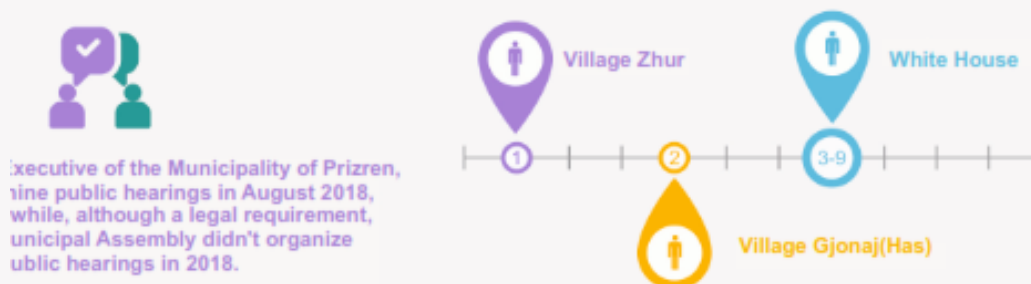 Executive of the Municipality of Prizren,
nine public hearings in August 2018,
while, although a legal requirement,
unicipal Assembly didn't organize
ublic hearings in 2018.
Village Zhur
White House
1
2
3-9
Village Gjonaj(Has)